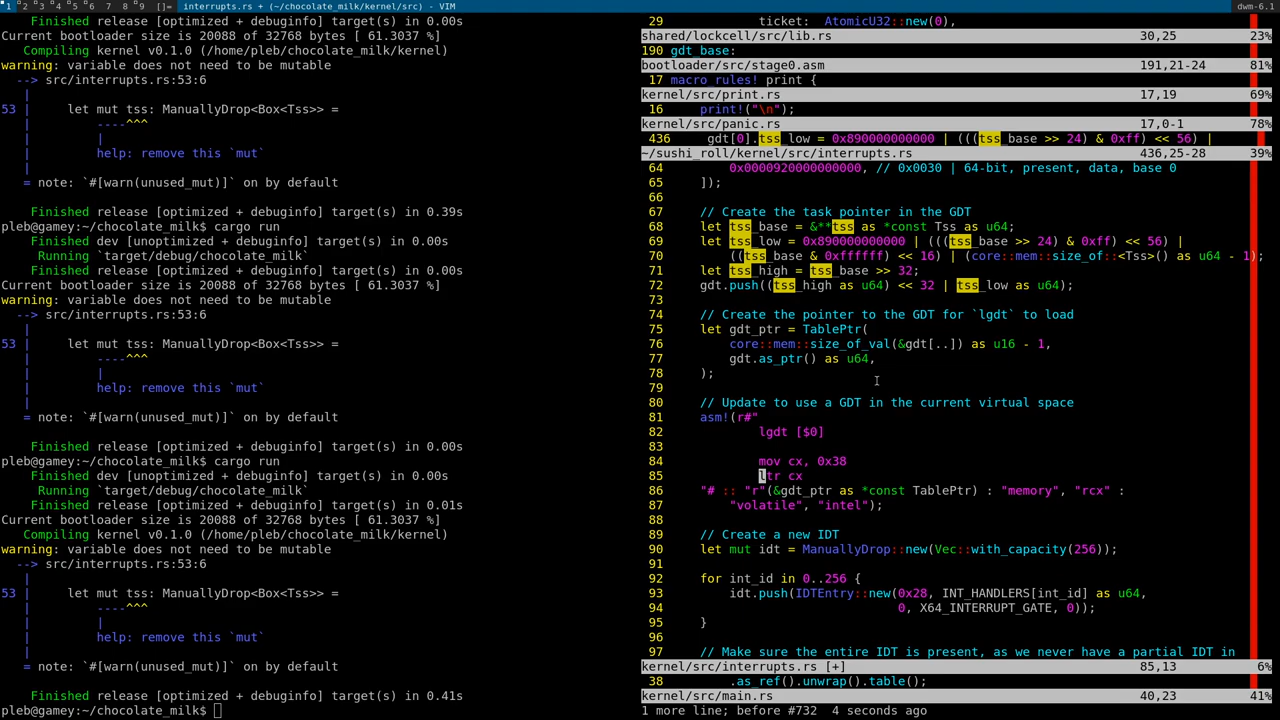 1 2 3 4 5 6 7 8 9 []= interrupts.rs + (~/chocolate_milk/kernel/src) - VIM dwm-6.1
Finished release [optimized + debuginfo] target(s) in 0.00s
Current bootloader size is 20088 of 32768 bytes [ 61.3037 %]
Compiling kernel v0.1.0 (/home/pleb/chocolate_milk/kernel)
warning: variable does not need to be mutable
--> src/interrupts.rs:53:6
|
53 | let mut tss: ManuallyDrop<Box<Tss>> =
| ----^^^
| |
| help: remove this `mut`
|
= note: `#[warn(unused_mut)]` on by default
Finished release [optimized + debuginfo] target(s) in 0.39s
pleb@gamey:~/chocolate_milk$ cargo run
Finished dev [unoptimized + debuginfo] target(s) in 0.00s
Running `target/debug/chocolate_milk`
Finished release [optimized + debuginfo] target(s) in 0.00s
Current bootloader size is 20088 of 32768 bytes [ 61.3037 %]
warning: variable does not need to be mutable
--> src/interrupts.rs:53:6
|
53 | let mut tss: ManuallyDrop<Box<Tss>> =
| ----^^^
| |
| help: remove this `mut`
|
= note: `#[warn(unused_mut)]` on by default
Finished release [optimized + debuginfo] target(s) in 0.00s
pleb@gamey:~/chocolate_milk$ cargo run
Finished dev [unoptimized + debuginfo] target(s) in 0.00s
Running `target/debug/chocolate_milk`
Finished release [optimized + debuginfo] target(s) in 0.01s
Current bootloader size is 20088 of 32768 bytes [ 61.3037 %]
Compiling kernel v0.1.0 (/home/pleb/chocolate_milk/kernel)
warning: variable does not need to be mutable
--> src/interrupts.rs:53:6
|
53 | let mut tss: ManuallyDrop<Box<Tss>> =
| ----^^^
| |
| help: remove this `mut`
|
= note: `#[warn(unused_mut)]` on by default
Finished release [optimized + debuginfo] target(s) in 0.41s
pleb@gamey:~/chocolate_milk$
29 ticket: AtomicU32::new(0),
shared/lockcell/src/lib.rs 30,25 23%
190 gdt_base:
bootloader/src/stage0.asm 191,21-24 81%
17 macro_rules! print {
kernel/src/print.rs 17,19 69%
16 print!("\n");
kernel/src/panic.rs 17,0-1 78%
436 gdt[0].tss_low = 0x890000000000 | (((tss_base >> 24) & 0xff) << 56) |
~/sushi_roll/kernel/src/interrupts.rs 436,25-28 39%
64 0x0000920000000000, // 0x0030 | 64-bit, present, data, base 0
65 ]);
66
67 // Create the task pointer in the GDT
68 let tss_base = &**tss as *const Tss as u64;
69 let tss_low = 0x890000000000 | (((tss_base >> 24) & 0xff) << 56) |
70 ((tss_base & 0xffffff) << 16) | (core::mem::size_of::<Tss>() as u64 - 1);
71 let tss_high = tss_base >> 32;
72 gdt.push((tss_high as u64) << 32 | tss_low as u64);
73
74 // Create the pointer to the GDT for `lgdt` to load
75 let gdt_ptr = TablePtr(
76 core::mem::size_of_val(&gdt[..]) as u16 - 1,
77 gdt.as_ptr() as u64,
78 );
79
80 // Update to use a GDT in the current virtual space
81 asm!(r#"
82 lgdt [$0]
83
84 mov cx, 0x38
85 ltr cx
86 "# :: "r"(&gdt_ptr as *const TablePtr) : "memory", "rcx" :
87 "volatile", "intel");
88
89 // Create a new IDT
90 let mut idt = ManuallyDrop::new(Vec::with_capacity(256));
91
92 for int_id in 0..256 {
93 idt.push(IDTEntry::new(0x28, INT_HANDLERS[int_id] as u64,
94 0, X64_INTERRUPT_GATE, 0));
95 }
96
97 // Make sure the entire IDT is present, as we never have a partial IDT in
kernel/src/interrupts.rs [+] 85,13 6%
38 .as_ref().unwrap().table();
kernel/src/main.rs 40,23 41%
1 more line; before #732 4 seconds ago